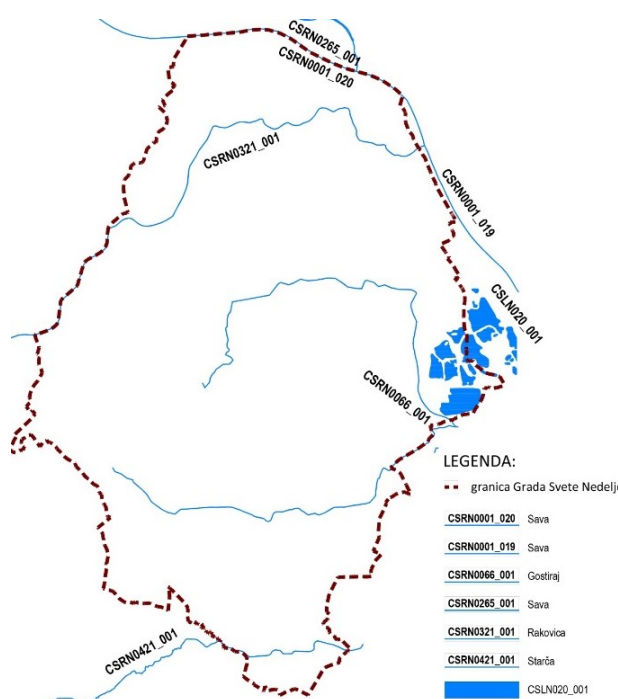 CSRN0265_001
CSRN0001_020
CSRN0321_001
CSRN0001_019
CSLN020_001
CSRN0066_001
CSRN0421_001
LEGENDA:
granica Grada Svete Nedelje
CSRN0001_020 Sava
CSRN0001_019 Sava
CSRN0066_001 Gostiraj
CSRN0265_001 Sava
CSRN0321_001 Rakovica
CSRN0421_001 Starča
CSLN020_001